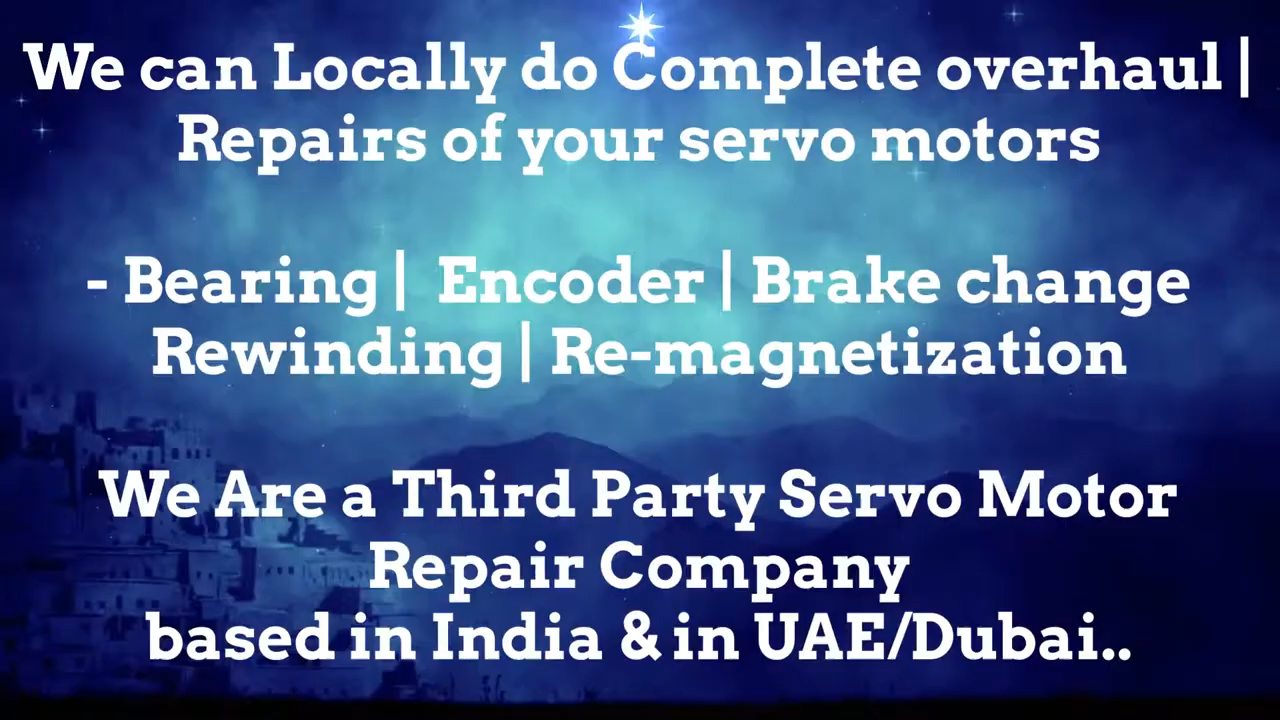 We can Locally do Complete overhaul |
Repairs of your servo motors
- Bearing | Encoder | Brake change
Rewinding | Re-magnetization
We Are a Third Party Servo Motor
Repair Company
based in India & in UAE/Dubai..